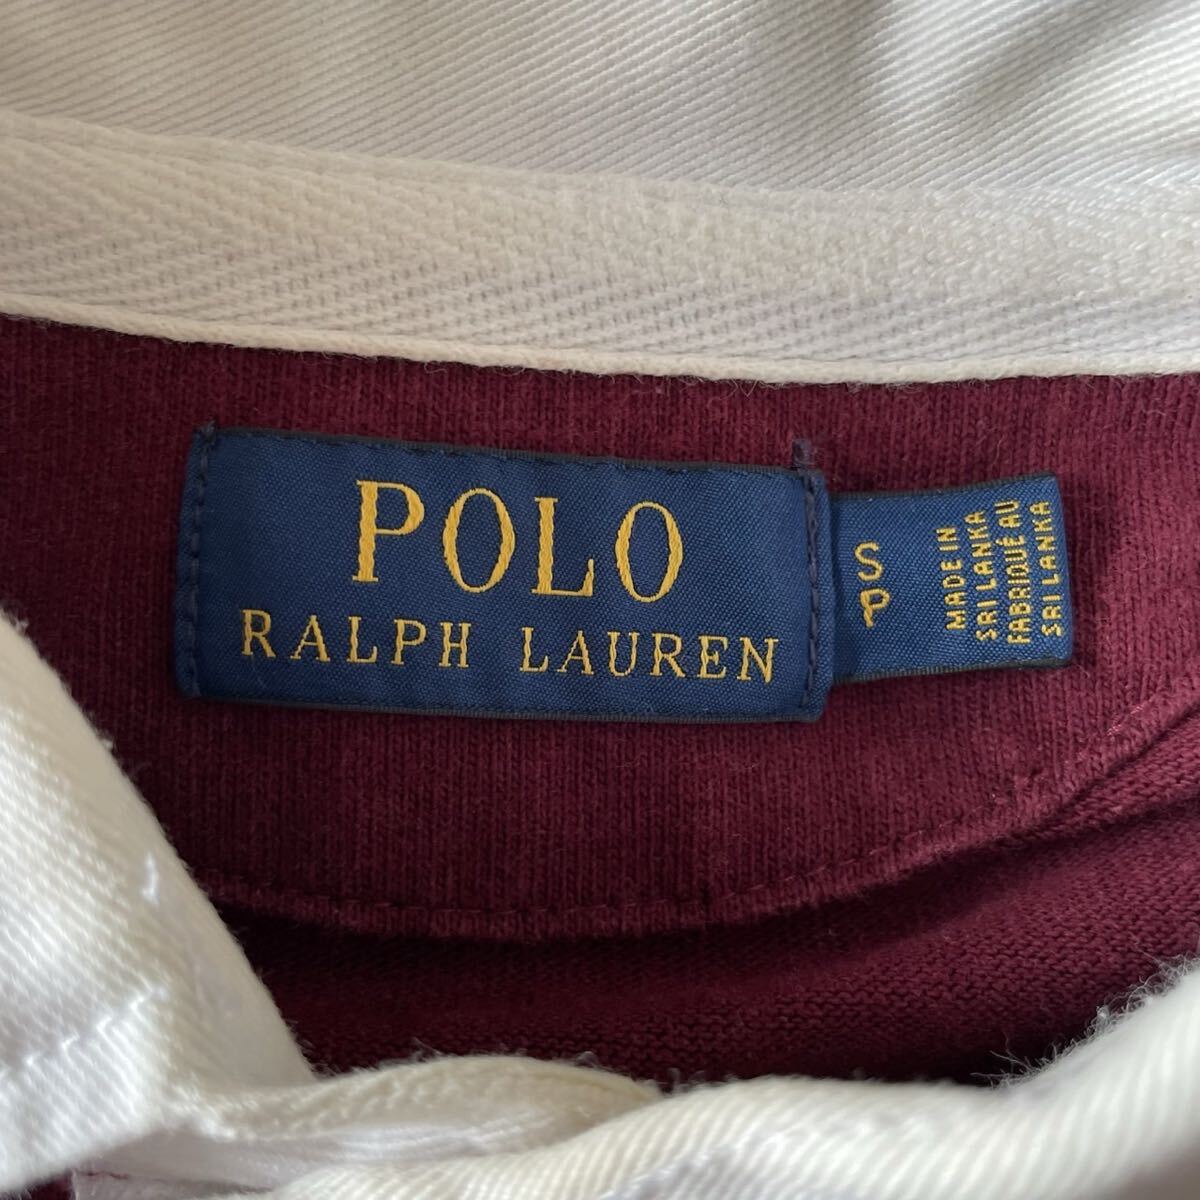 POLO
RALPH LAUREN
S
P
MADE IN
SRI LANKA
FABRIQUÉ AU
SRI LANKA